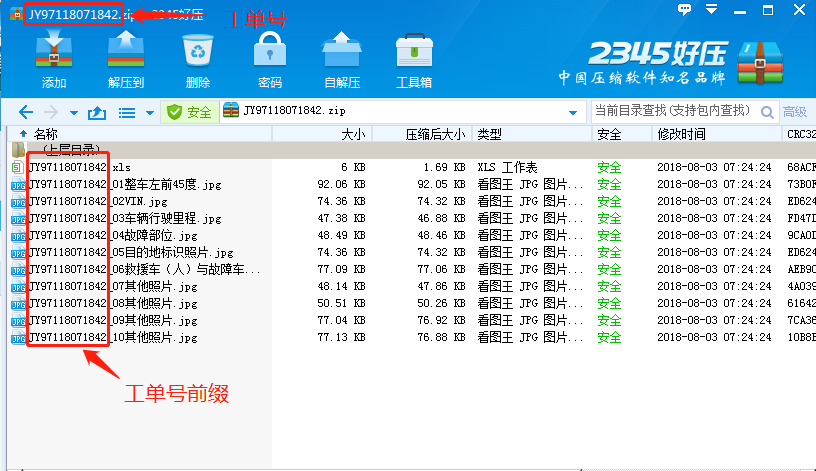 JY97118071842.zip - 2345好压
工单号
添加 解压到 删除 密码 自解压 工具箱
2345好压
中国压缩软件知名品牌
安全 JY97118071842.zip 当前目录查找(支持包内查找) 高级
名称 大小 压缩后大小 类型 安全 修改时间 CRC32
(上层目录)
JY97118071842.xls 6 KB 1.69 KB XLS 工作表 安全 2018-08-03 07:24:24 68ACF
JY97118071842_01整车左前45度.jpg 92.06 KB 92.05 KB 看图王 JPG 图片... 安全 2018-08-03 07:24:24 73B0F
JY97118071842_02VIN.jpg 74.36 KB 74.32 KB 看图王 JPG 图片... 安全 2018-08-03 07:24:24 ED624
JY97118071842_03车辆行驶里程.jpg 47.38 KB 46.88 KB 看图王 JPG 图片... 安全 2018-08-03 07:24:24 FD47D
JY97118071842_04故障部位.jpg 48.49 KB 48.46 KB 看图王 JPG 图片... 安全 2018-08-03 07:24:24 9CA0D
JY97118071842_05目的地标识照片.jpg 74.36 KB 74.32 KB 看图王 JPG 图片... 安全 2018-08-03 07:24:24 ED624
JY97118071842_06救援车（人）与故障车... 77.09 KB 77.06 KB 看图王 JPG 图片... 安全 2018-08-03 07:24:24 AEB9C
JY97118071842_07其他照片.jpg 48.14 KB 47.86 KB 看图王 JPG 图片... 安全 2018-08-03 07:24:24 4A039
JY97118071842_08其他照片.jpg 50.51 KB 50.26 KB 看图王 JPG 图片... 安全 2018-08-03 07:24:24 61642
JY97118071842_09其他照片.jpg 77.04 KB 76.92 KB 看图王 JPG 图片... 安全 2018-08-03 07:24:24 7CA36
JY97118071842_10其他照片.jpg 77.13 KB 76.88 KB 看图王 JPG 图片... 安全 2018-08-03 07:24:24 10B8E
工单号前缀